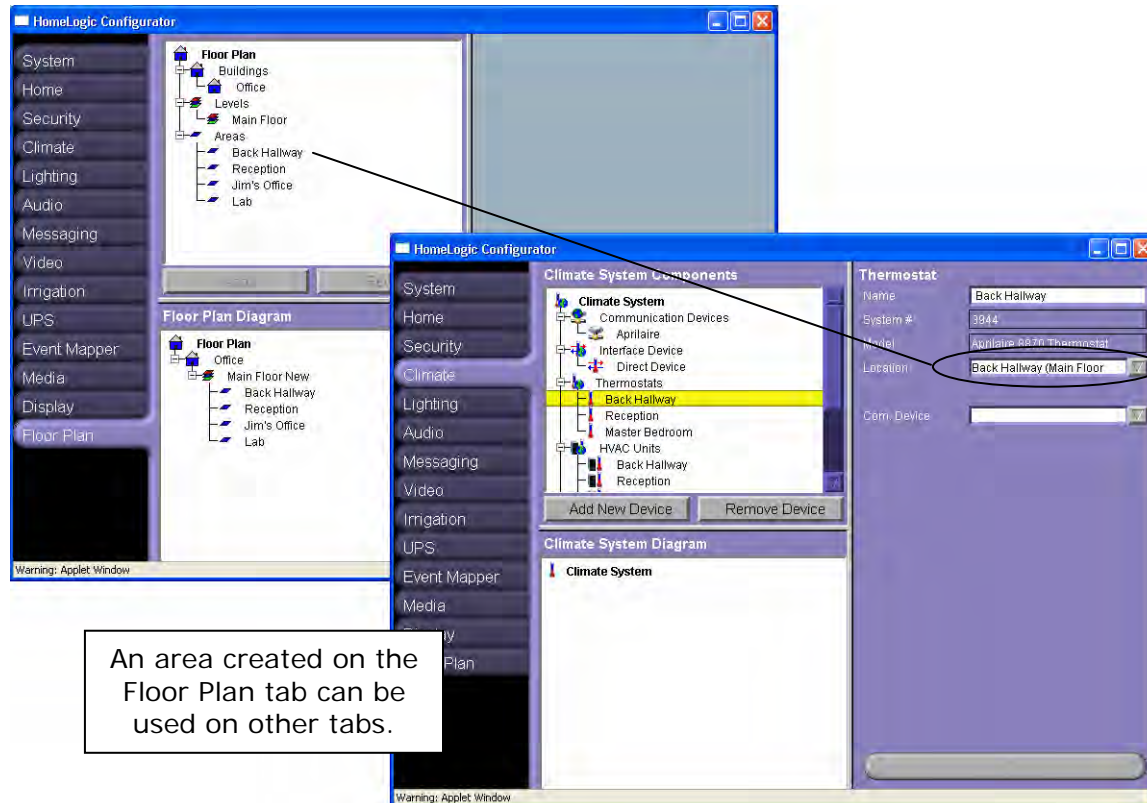 HomeLogic Configurator
System
Home
Security
Climate
Lighting
Audio
Messaging
Video
Irrigation
UPS
Event Mapper
Media
Display
Floor Plan
Floor Plan
Buildings
Office
Levels
Main Floor
Areas
Back Hallway
Reception
Jim's Office
Lab
Floor Plan Diagram
Floor Plan
Office
Main Floor New
Back Hallway
Reception
Jim's Office
Lab
Warning: Applet Window
HomeLogic Configurator
System
Home
Security
Climate
Lighting
Audio
Messaging
Video
Irrigation
UPS
Event Mapper
Media
Plan
Climate System Components
Climate System
Communication Devices
Aprilaire
Interface Device
Direct Device
Thermostats
Back Hallway
Reception
Master Bedroom
HVAC Units
Back Hallway
Reception
Add New Device Remove Device
Climate System Diagram
Climate System
Thermostat
Name Back Hallway
System # 3944
Model Aprilaire 8870 Thermostat
Location Back Hallway (Main Floor
Com. Device
Warning: Applet Window
An area created on the
Floor Plan tab can be
used on other tabs.